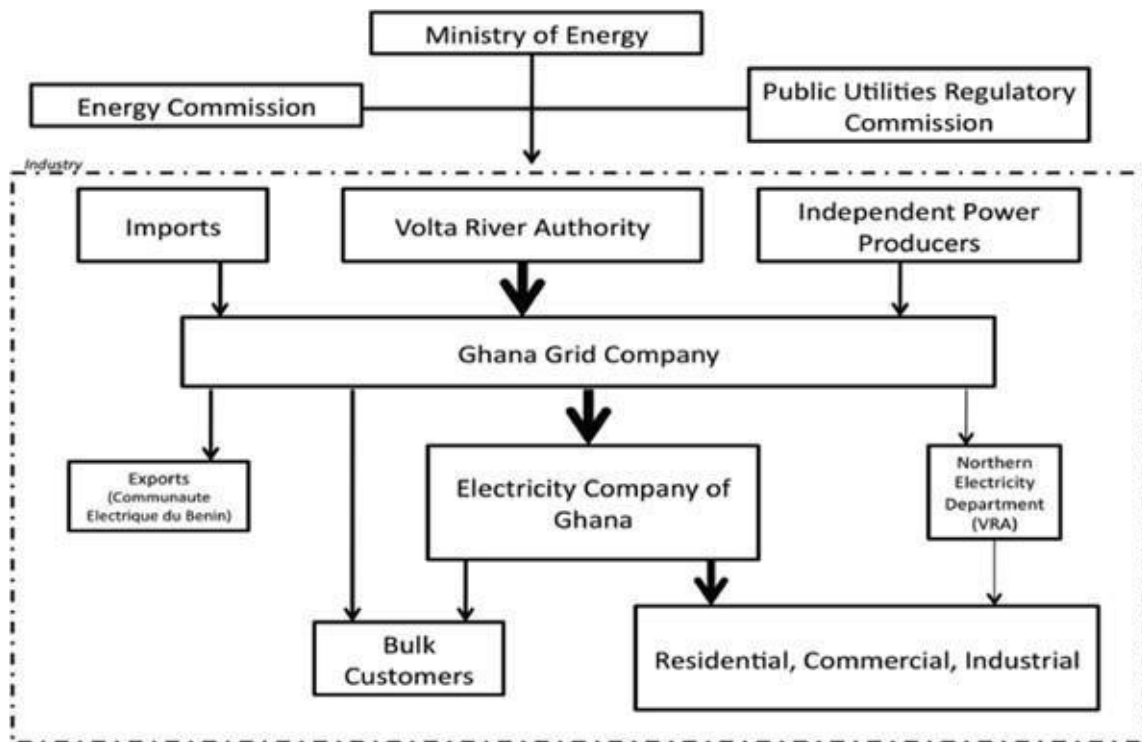 Ministry of Energy
Energy Commission
Public Utilities Regulatory
Commission
Industry
Imports
Volta River Authority
Independent Power
Producers
Ghana Grid Company
Exports
(Communaute
Electrique du Benin)
Electricity Company of
Ghana
Northern
Electricity
Department
(VRA)
Bulk
Customers
Residential, Commercial, Industrial